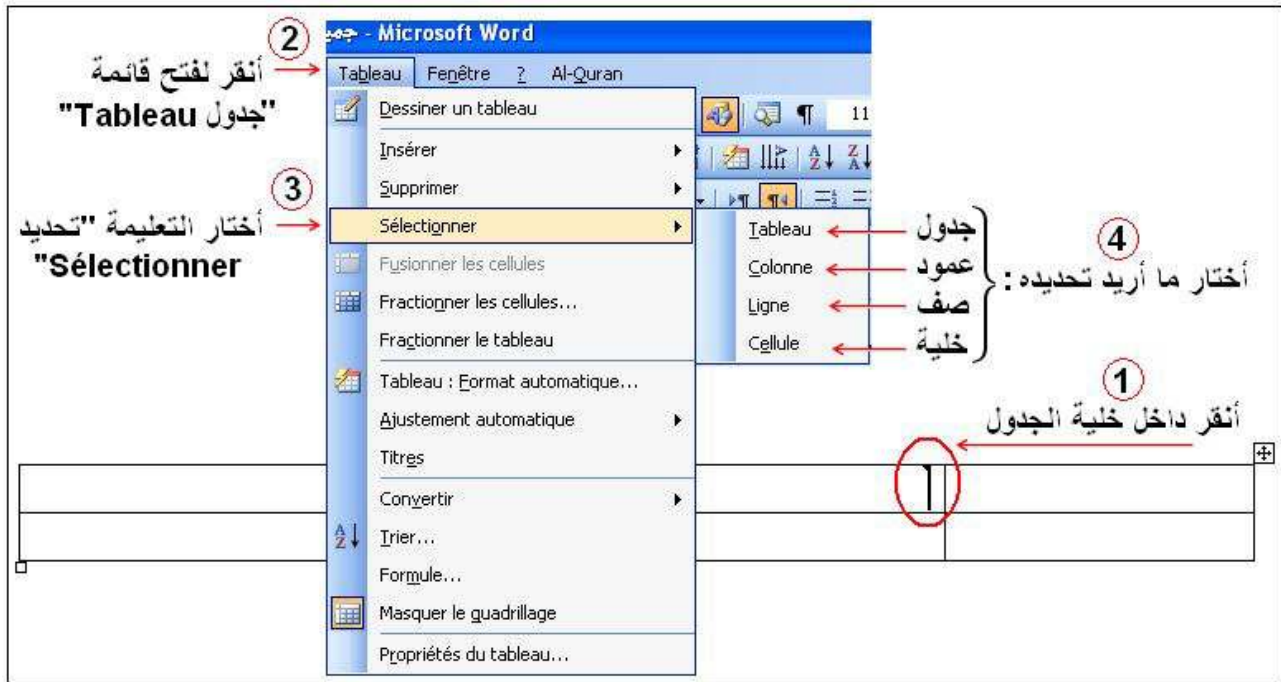 جمي - Microsoft Word
Tableau Fenêtre ? Al-Quran
2
أنقر لفتح قائمة
"جدول Tableau"
Dessiner un tableau
11
Insérer
Supprimer
3
أختار التعليمة "تحديد
Sélectionner"
Sélectionner
Tableau
جدول
Colonne
عمود
Ligne
صف
Cellule
خلية
4
أختار ما أريد تحديده :
Fusionner les cellules
Fractionner les cellules...
Fractionner le tableau
Tableau : Format automatique...
Ajustement automatique
Titres
Convertir
Trier...
Formule...
Masquer le quadrillage
Propriétés du tableau...
1
أنقر داخل خلية الجدول